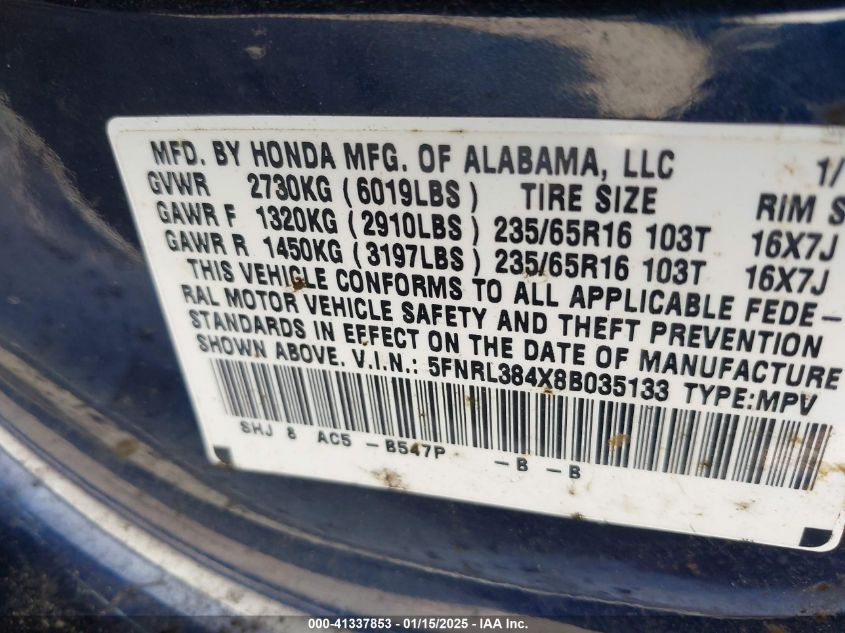 MFD. BY HONDA MFG. OF ALABAMA, LLC 1/
GVWR 2730KG ( 6019LBS ) TIRE SIZE RIM S
GAWR F 1320KG ( 2910LBS ) 235/65R16 103T 16X7J
GAWR R 1450KG ( 3197LBS ) 235/65R16 103T 16X7J
THIS VEHICLE CONFORMS TO ALL APPLICABLE FEDE-
RAL MOTOR VEHICLE SAFETY AND THEFT PREVENTION
STANDARDS IN EFFECT ON THE DATE OF MANUFACTURE
SHOWN ABOVE. V.I.N.: 5FNRL384X8B035133 TYPE:MPV
SHJ 8 AC5 -B547P -B -B
000-41337853 - 01/15/2025 - IAA Inc.